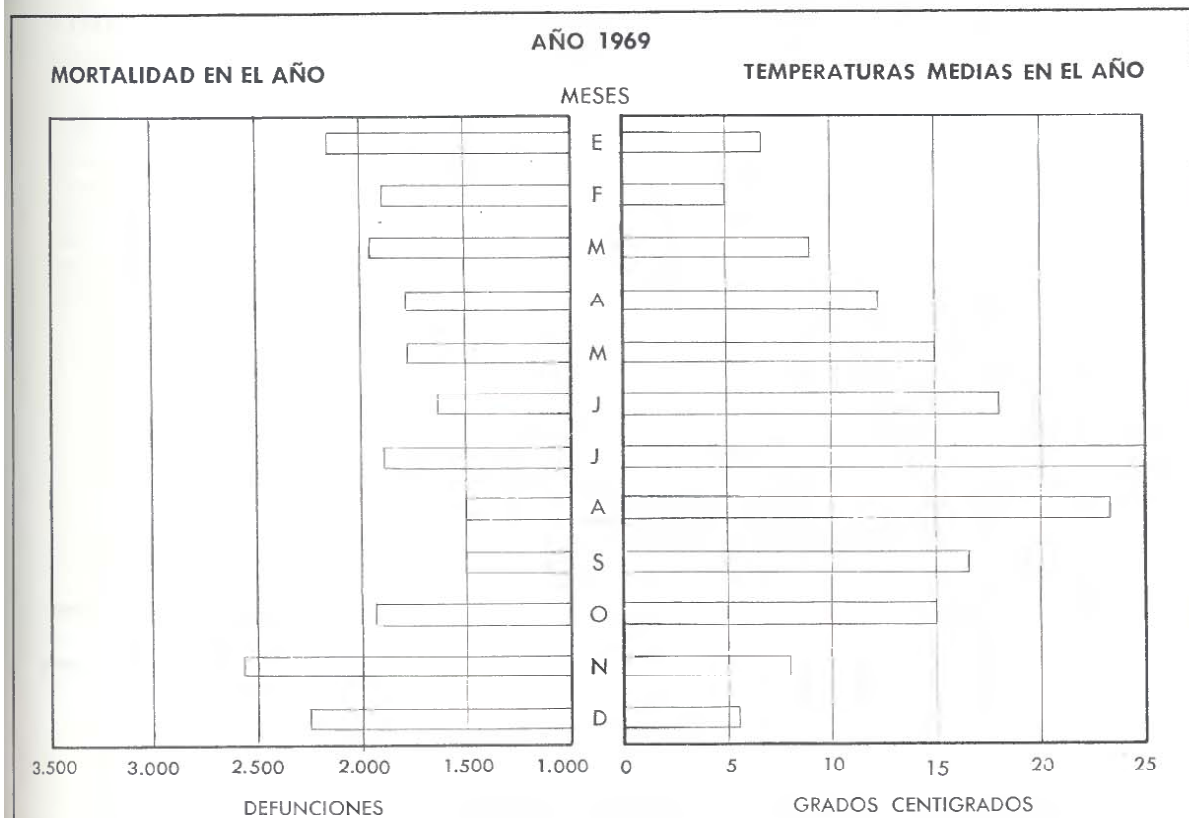 AÑO 1969
MORTALIDAD EN EL AÑO
TEMPERATURAS MEDIAS EN EL AÑO
MESES
E
F
M
A
M
J
J
A
S
O
N
D
3.500 3.000 2.500 2.000 1.500 1.000 0 5 10 15 20 25
DEFUNCIONES
GRADOS CENTIGRADOS